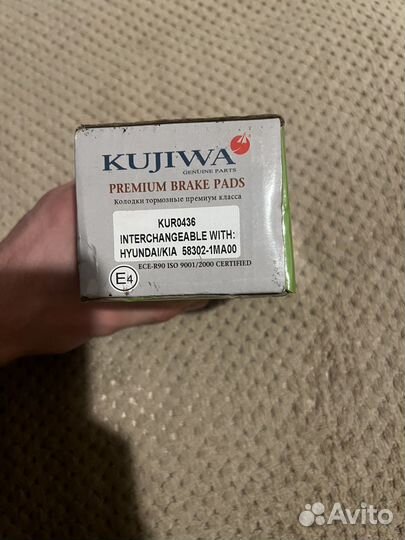 KUJIWA
GENUINE PARTS
PREMIUM BRAKE PADS
Колодки тормозные премиум класса
KUR0436
INTERCHANGEABLE WITH:
HYUNDAI/KIA 58302-1MA00
ECE-R90 ISO 9001/2000 CERTIFIED
E4
Avito